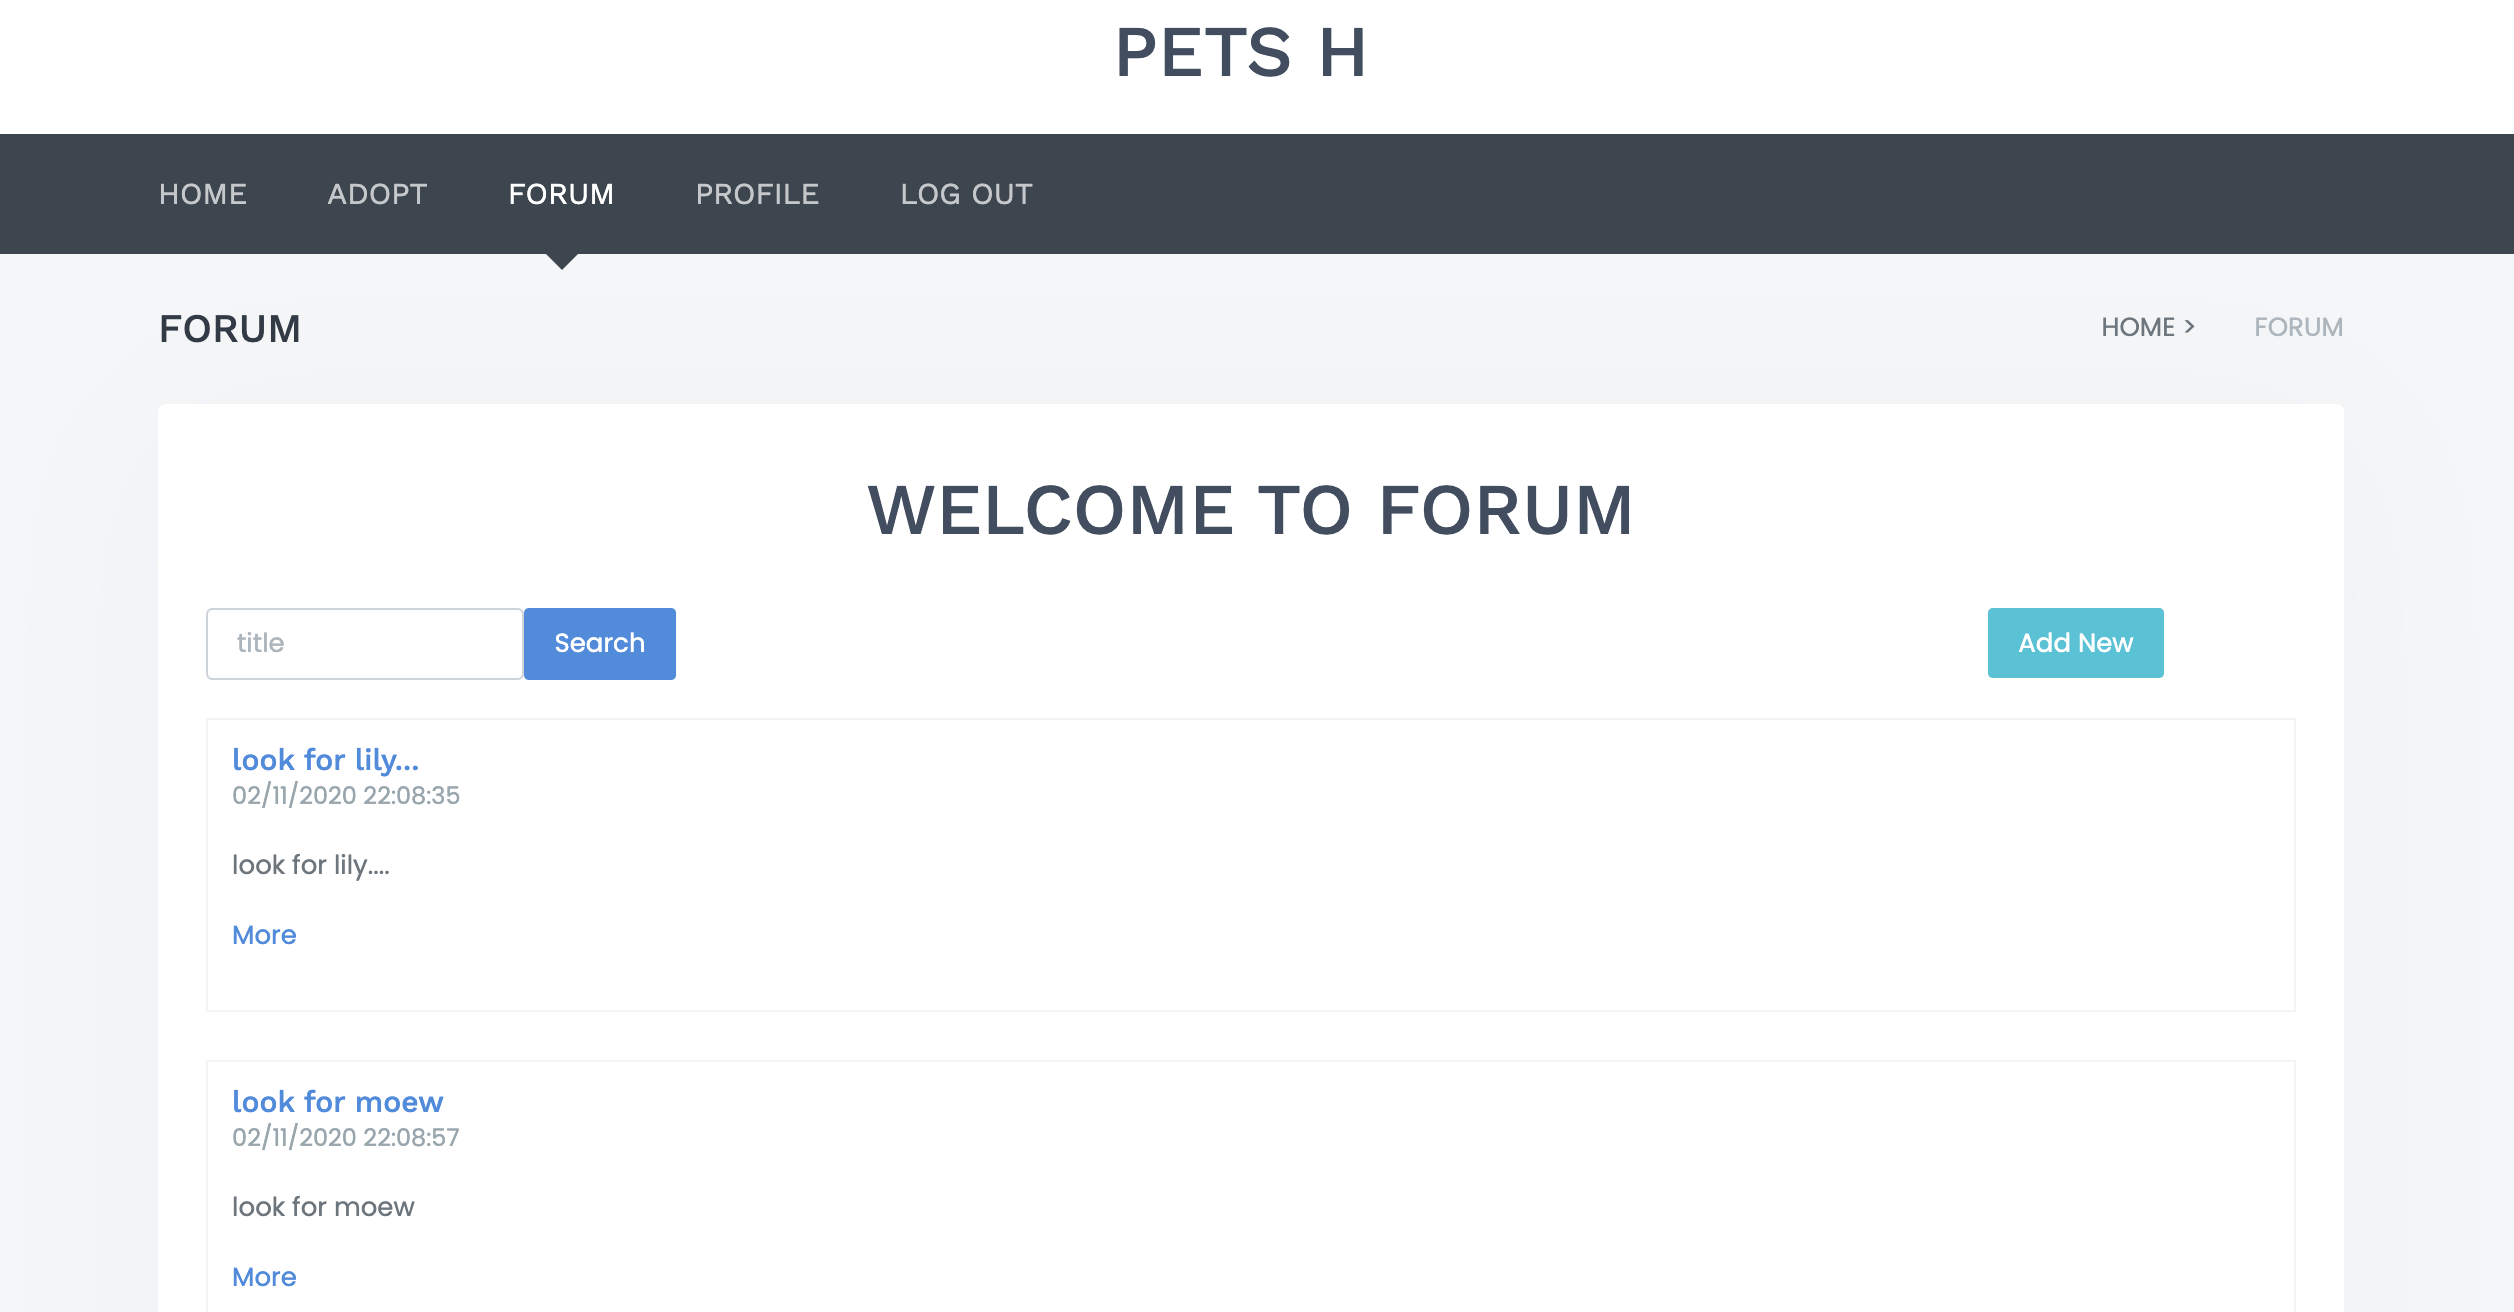 PETS H
HOME ADOPT FORUM PROFILE LOG OUT
FORUM
HOME > FORUM
WELCOME TO FORUM
title Search Add New
look for lily...
02/11/2020 22:08:35
look for lily....
More
look for moew
02/11/2020 22:08:57
look for moew
More